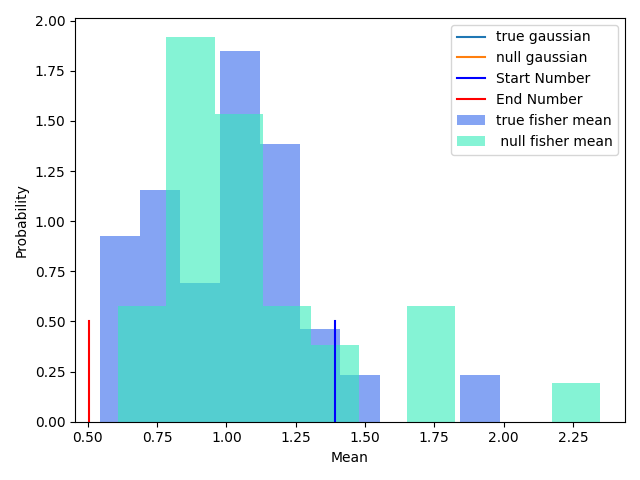 2.00
1.75
1.50
1.25
1.00
0.75
0.50
0.25
0.00
Probability
0.50 0.75 1.00 1.25 1.50 1.75 2.00 2.25
Mean
true gaussian
null gaussian
Start Number
End Number
true fisher mean
null fisher mean